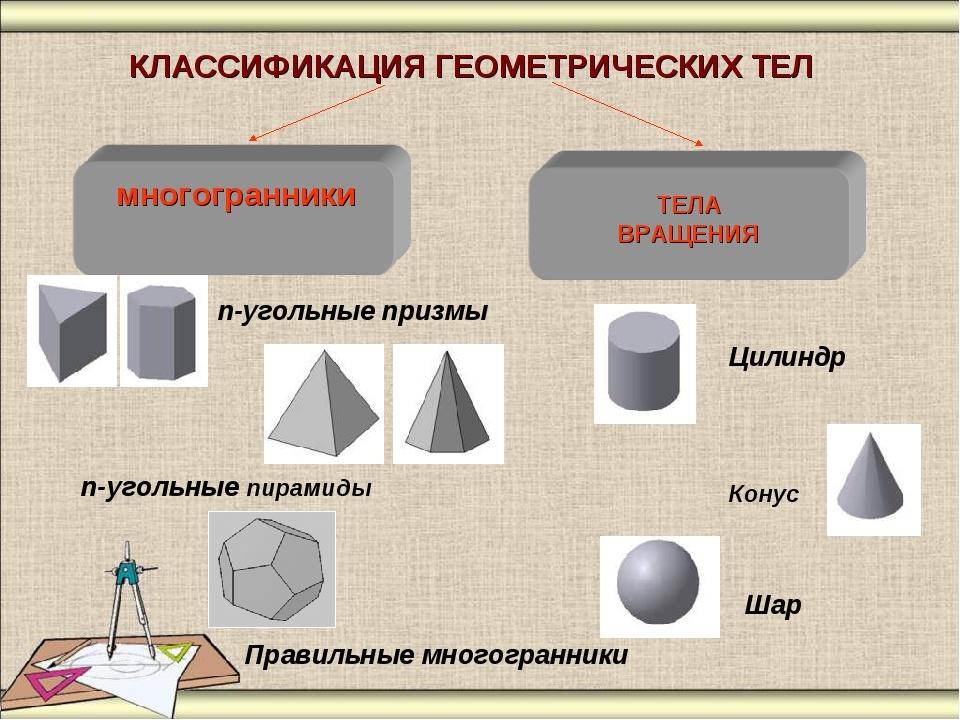 КЛАССИФИКАЦИЯ ГЕОМЕТРИЧЕСКИХ ТЕЛ
многогранники
ТЕЛА
ВРАЩЕНИЯ
n-угольные призмы
Цилиндр
n-угольные пирамиды
Конус
Шар
Правильные многогранники